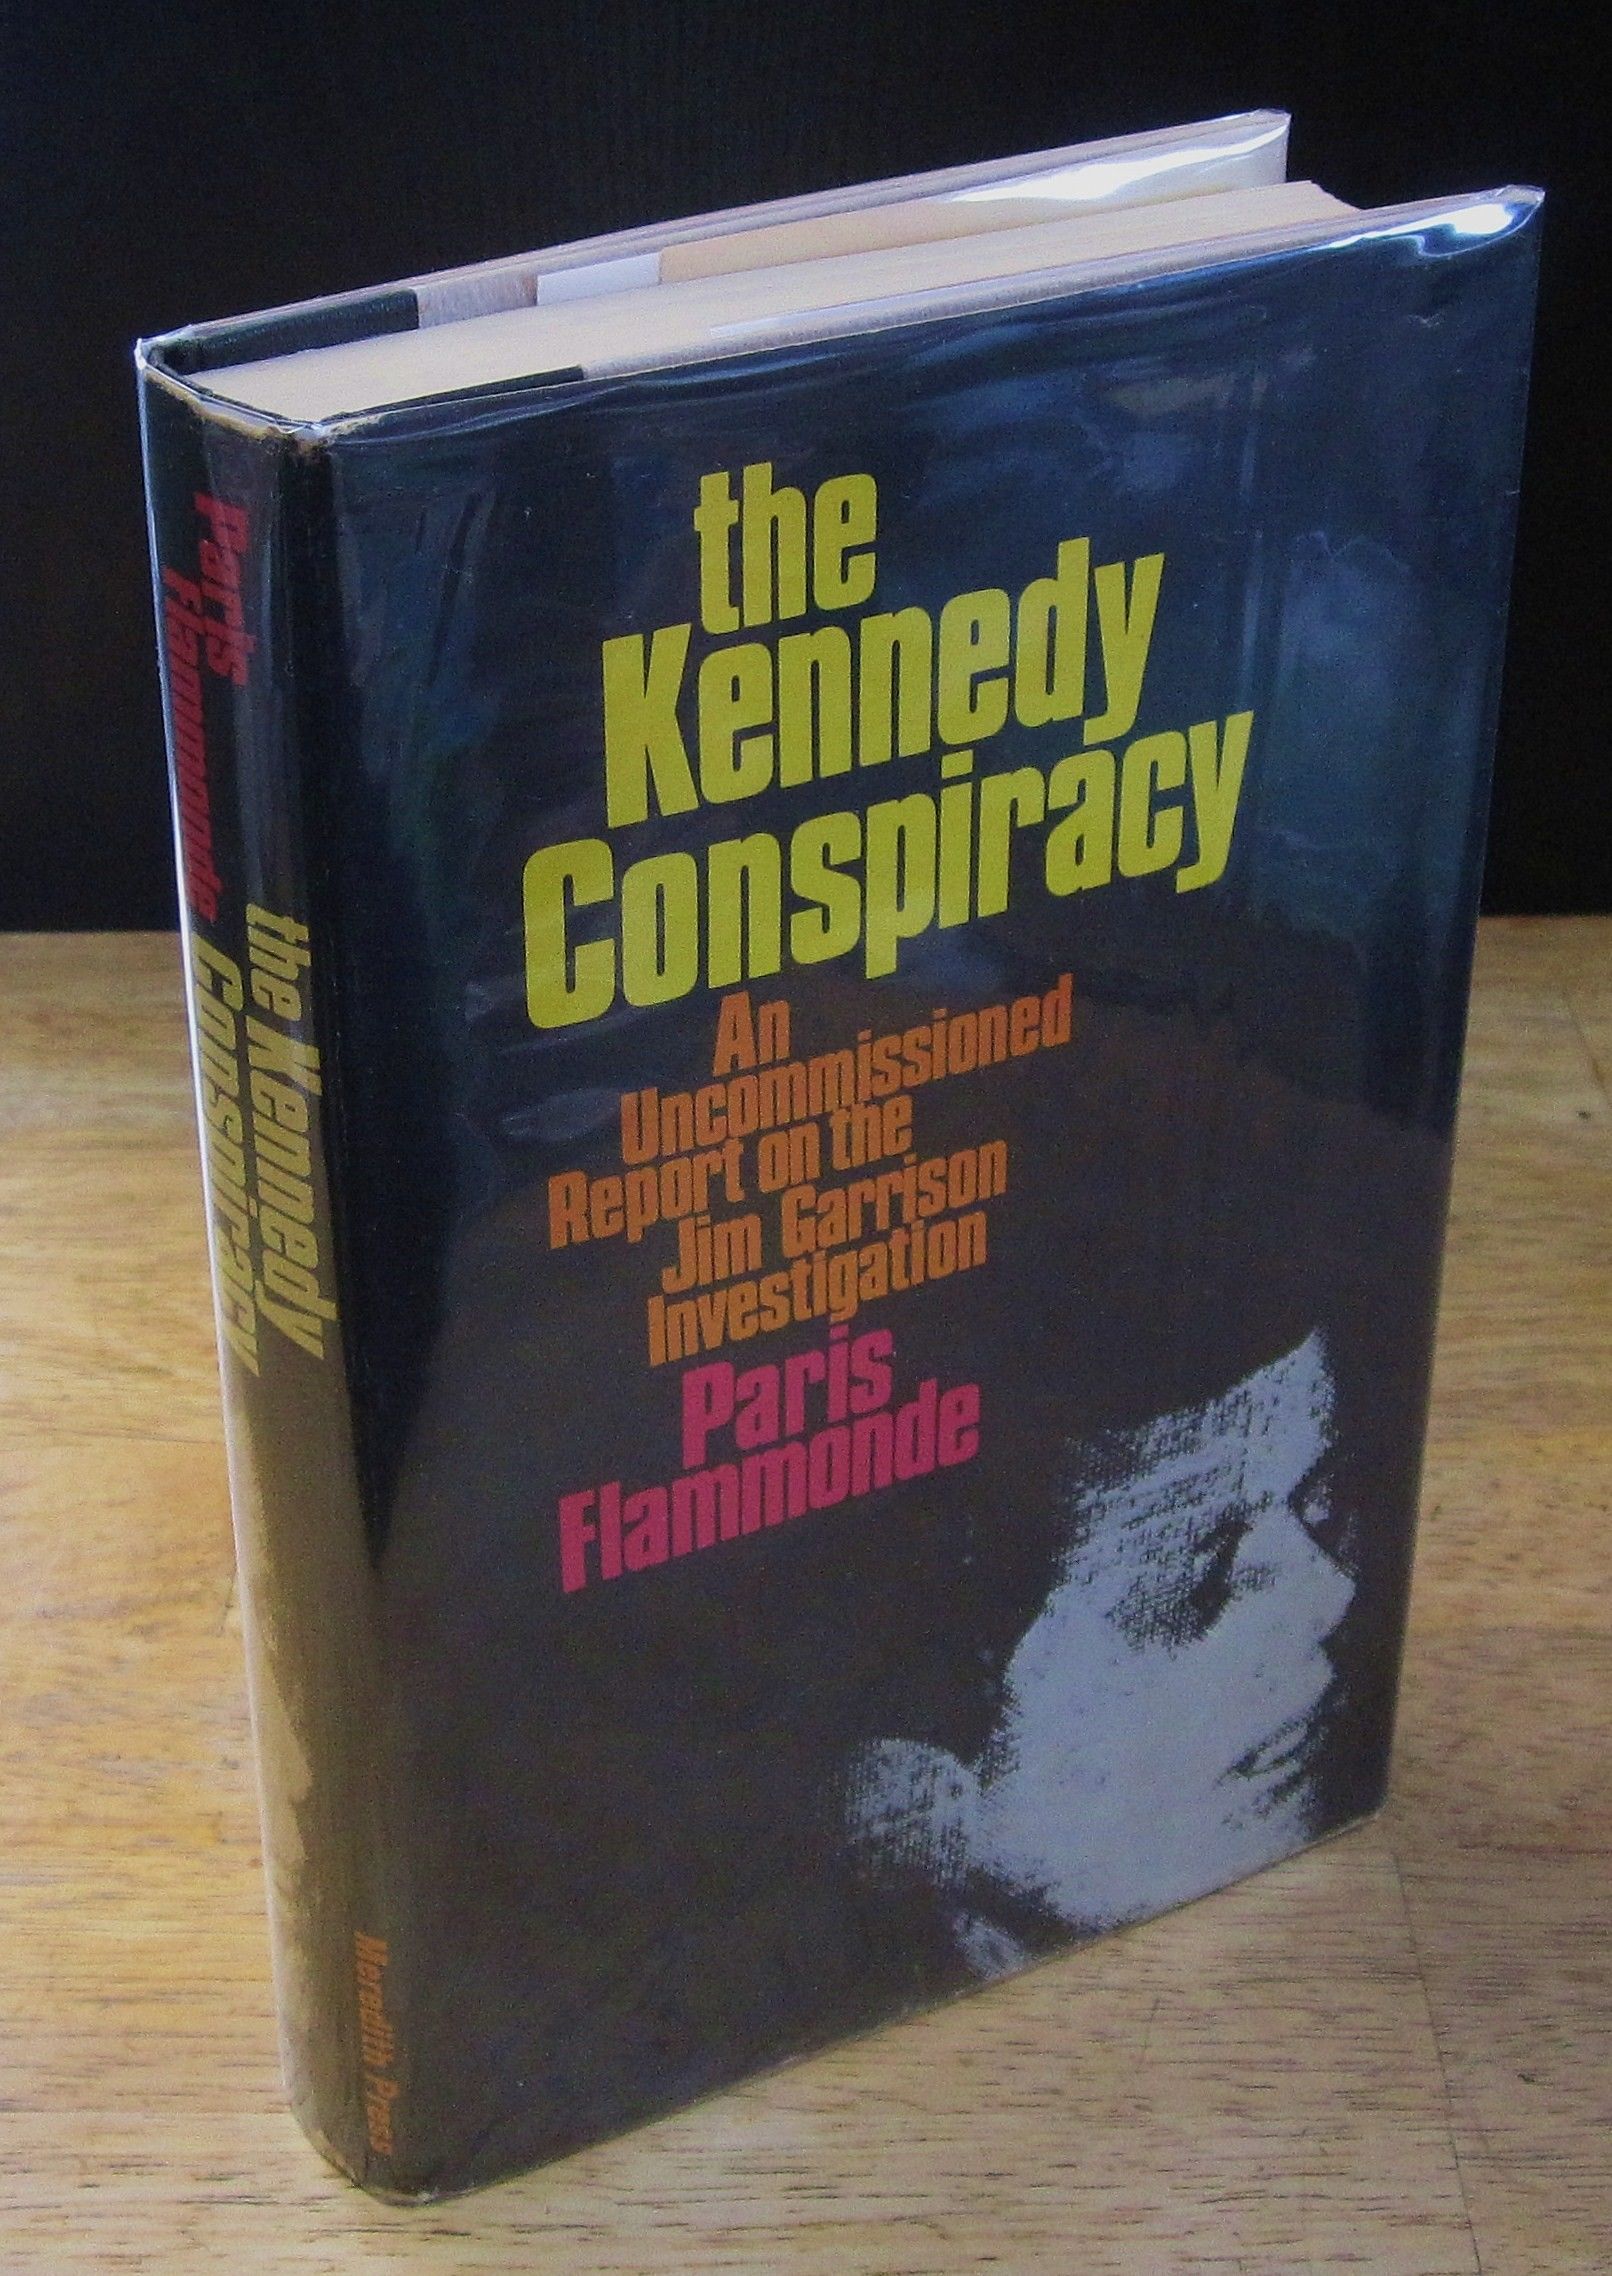 the
Kennedy
Conspiracy
An
Uncommissioned
Report on the
Jim Garrison
Investigation
Paris
Flammonde
Paris
Flammonde
the Kennedy
Conspiracy
Meredith Press